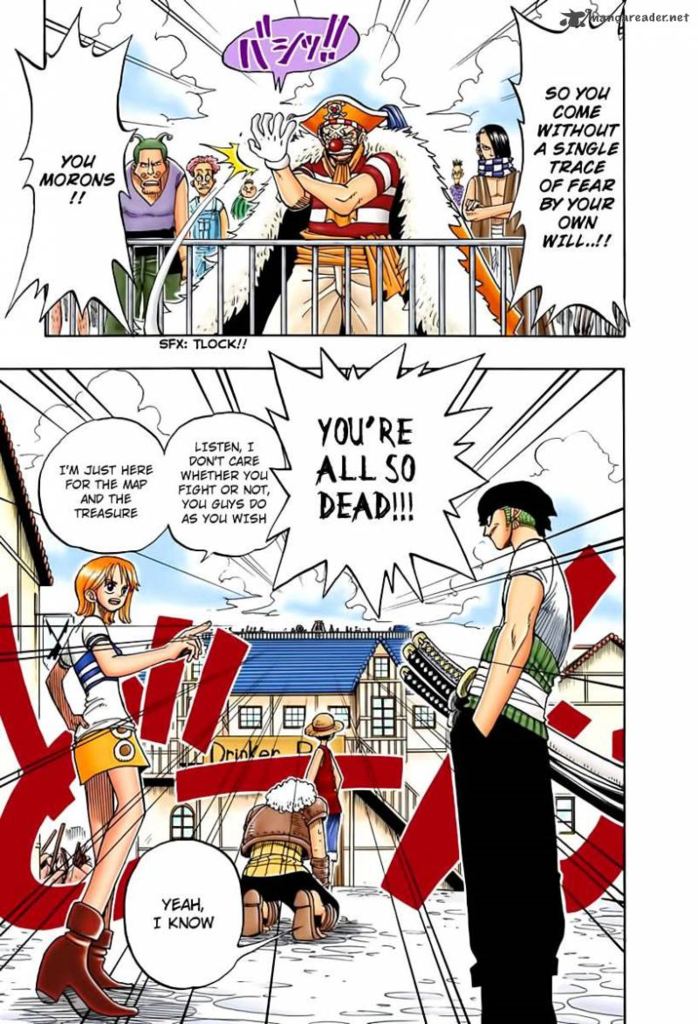 mangareader.net
SO YOU
COME
WITHOUT
A SINGLE
TRACE
OF FEAR
BY YOUR
OWN
WILL..!!
バシッ!!
YOU
MORONS
!!
SFX: TLOCK!!
YOU'RE
ALL SO
DEAD!!!
LISTEN, I
DON'T CARE
WHETHER YOU
FIGHT OR NOT,
YOU GUYS DO
AS YOU WISH
I'M JUST HERE
FOR THE MAP
AND THE
TREASURE
Drinker
YEAH,
I KNOW